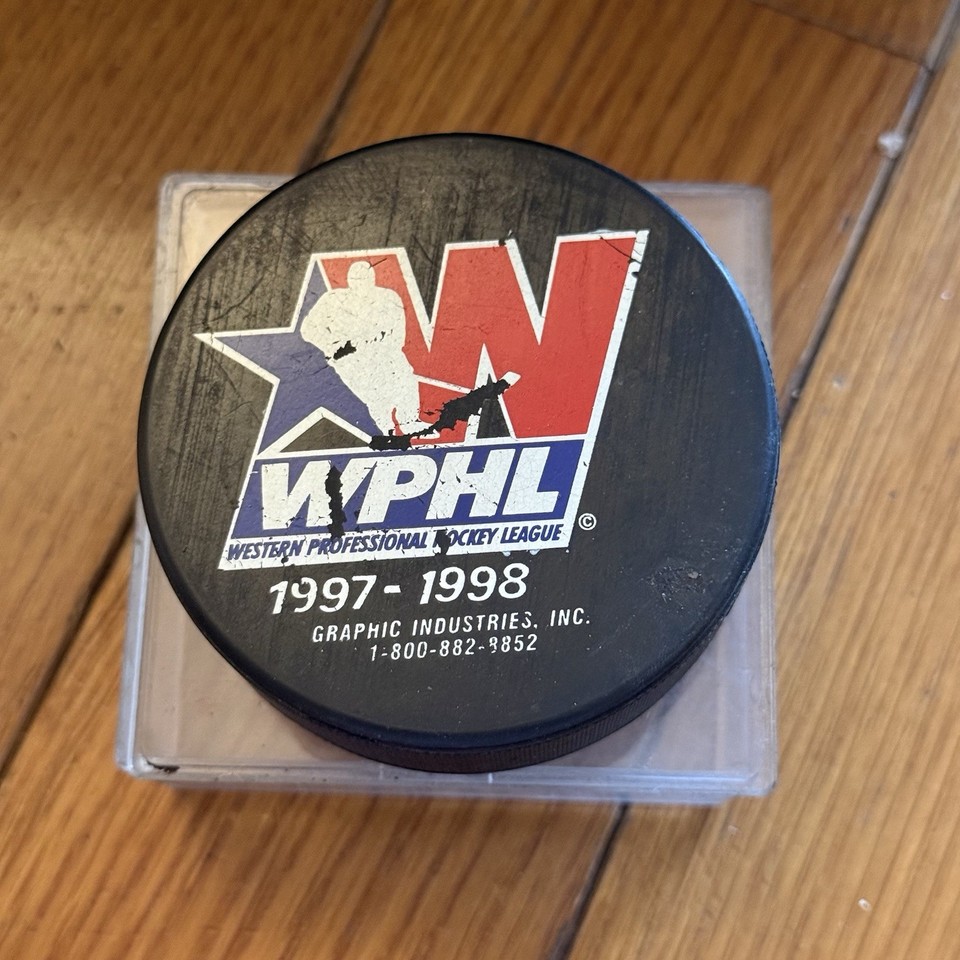 W
WPHL
WESTERN PROFESSIONAL HOCKEY LEAGUE
©
1997 - 1998
GRAPHIC INDUSTRIES, INC.
1-800-882-3852